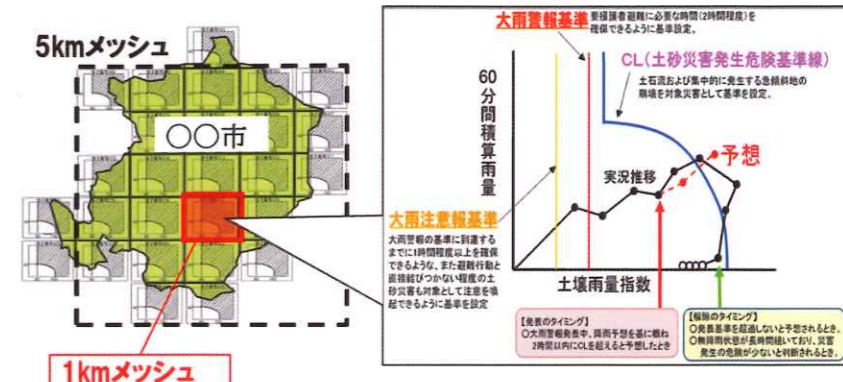 5kmメッシュ
〇〇市
1kmメッシュ
大雨警報基準
要援護者避難に必要な時間(2時間程度)を
確保できるように基準設定。
CL(土砂災害発生危険基準線)
土石流および集中的に発生する急傾斜地の
崩壊を対象災害として基準を設定。
60分間積算雨量
予想
実況推移
大雨注意報基準
大雨警報の基準に到達する
までに1時間程度以上を確保
できるような、また避難行動と
直接結びつかない程度の土
砂災害も対象として注意を喚
起できるように基準を設定
土壌雨量指数
【発表のタイミング】
〇大雨警報発表中、降雨予想を基に概ね
2時間以内にCLを超えると予想したとき
【解除のタイミング】
〇発表基準を超過しないと予想されるとき。
〇無降雨状態が長時間続いており、災害
発生の危険が少ないと判断されるとき。